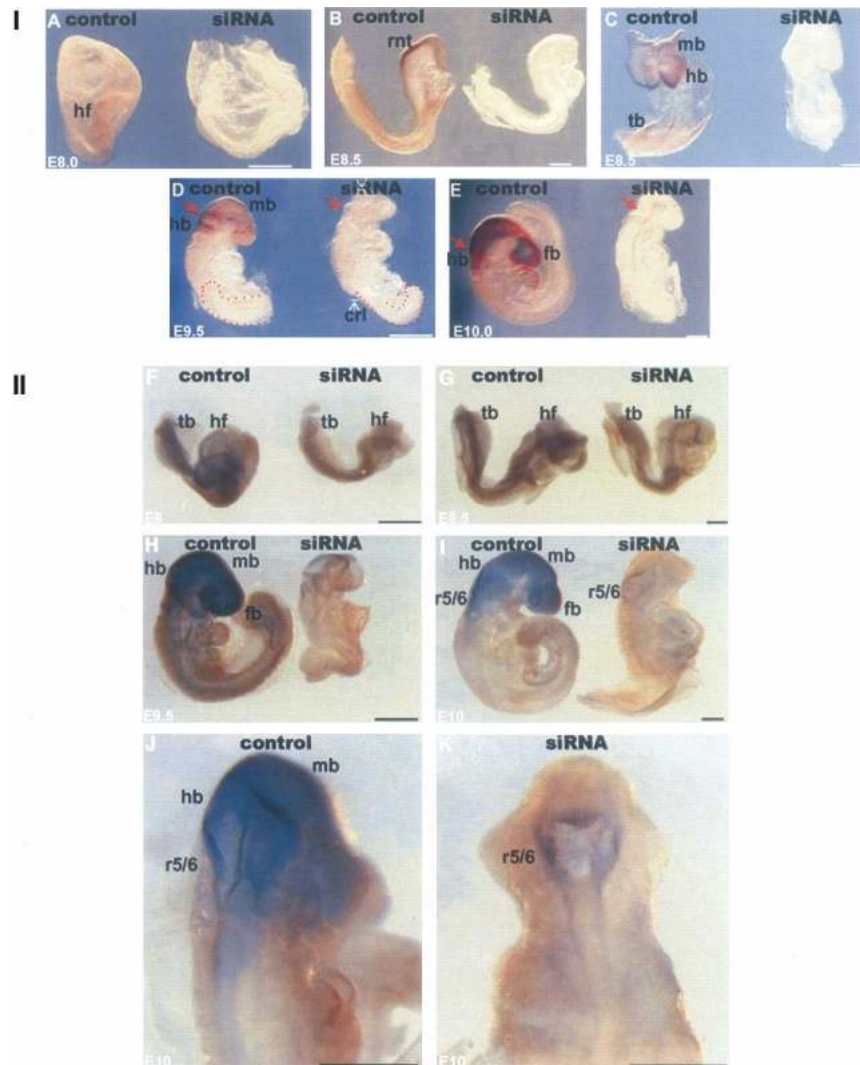 I
A control siRNA
hf
E8.0
B control siRNA
rnt
E8.5
C control siRNA
mb
hb
tb
E8.5
D control siRNA
mb
hb
crl
E9.5
E control siRNA
hb
fb
E10.0
II
F control siRNA
tb hf tb hf
G control siRNA
tb hf tb hf
E8.5
H control siRNA
hb mb
fb
E9.5
I control siRNA
hb mb
r5/6 r5/6
fb
E10
J control
mb
hb
r5/6
E10
K siRNA
r5/6
E10